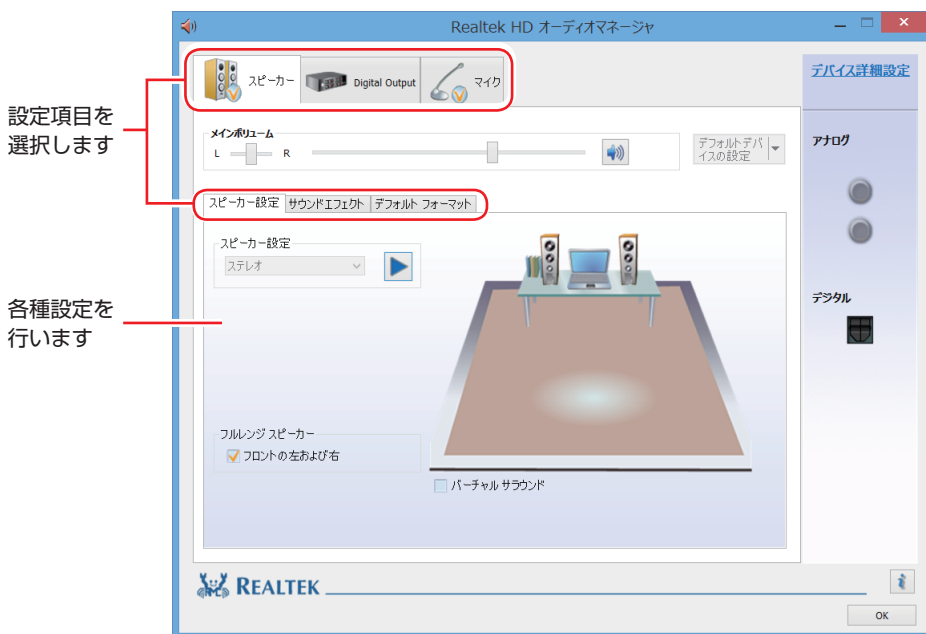 Realtek HD オーディオマネージャ
スピーカー
Digital Output
マイク
デバイス詳細設定
設定項目を
選択します
メインボリューム
L
R
デフォルトデバ
イスの設定
アナログ
スピーカー設定
サウンドエフェクト
デフォルト フォーマット
スピーカー設定
ステレオ
各種設定を
行います
デジタル
フルレンジ スピーカー
フロントの左および右
バーチャル サラウンド
REALTEK
i
OK